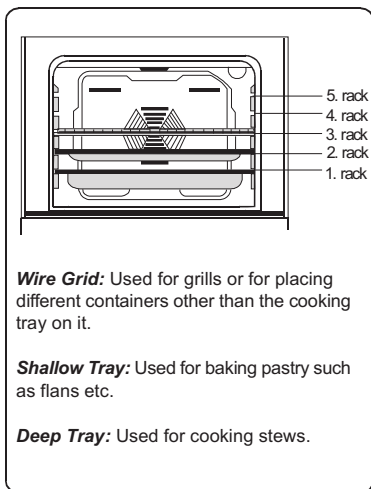 5. rack
4. rack
3. rack
2. rack
1. rack
Wire Grid: Used for grills or for placing
different containers other than the cooking
tray on it.
Shallow Tray: Used for baking pastry such
as flans etc.
Deep Tray: Used for cooking stews.